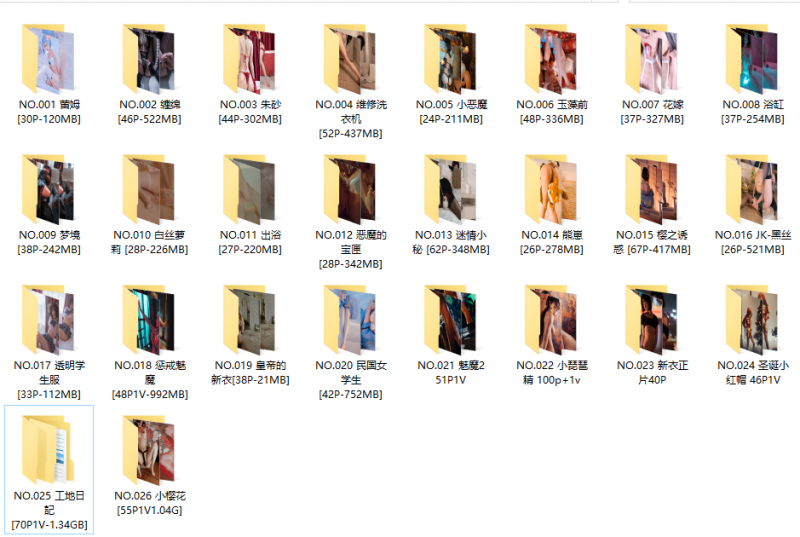 NO.001 蕾姆
[30P-120MB]
NO.002 缠绵
[46P-522MB]
NO.003 朱砂
[44P-302MB]
NO.004 维修洗
衣机
[52P-437MB]
NO.005 小恶魔
[24P-211MB]
NO.006 玉藻前
[48P-336MB]
NO.007 花嫁
[37P-327MB]
NO.008 浴缸
[37P-254MB]
NO.009 梦境
[38P-242MB]
NO.010 白丝萝
莉 [28P-226MB]
NO.011 出浴
[27P-220MB]
NO.012 恶魔的
宝匣
[28P-342MB]
NO.013 迷情小
秘 [62P-348MB]
NO.014 熊崽
[26P-278MB]
NO.015 樱之诱
惑 [67P-417MB]
NO.016 JK-黑丝
[26P-521MB]
NO.017 透明学
生服
[33P-112MB]
NO.018 惩戒魅
魔
[48P1V-992MB]
NO.019 皇帝的
新衣[38P-21MB]
NO.020 民国女
学生
[42P-752MB]
NO.021 魅魔2
51P1V
NO.022 小琵琶
精 100p+1v
NO.023 新衣正
片40P
NO.024 圣诞小
红帽 46P1V
NO.025 工地日
記
[70P1V-1.34GB]
NO.026 小樱花
[55P1V1.04G]